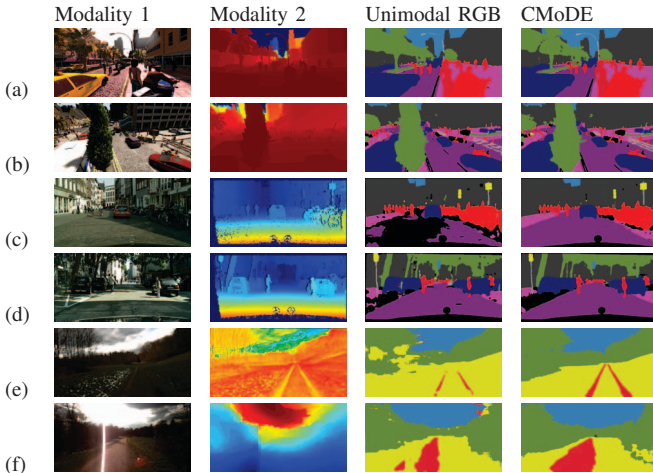 Modality 1 Modality 2 Unimodal RGB CMoDE
(a)
(b)
(c)
(d)
(e)
(f)